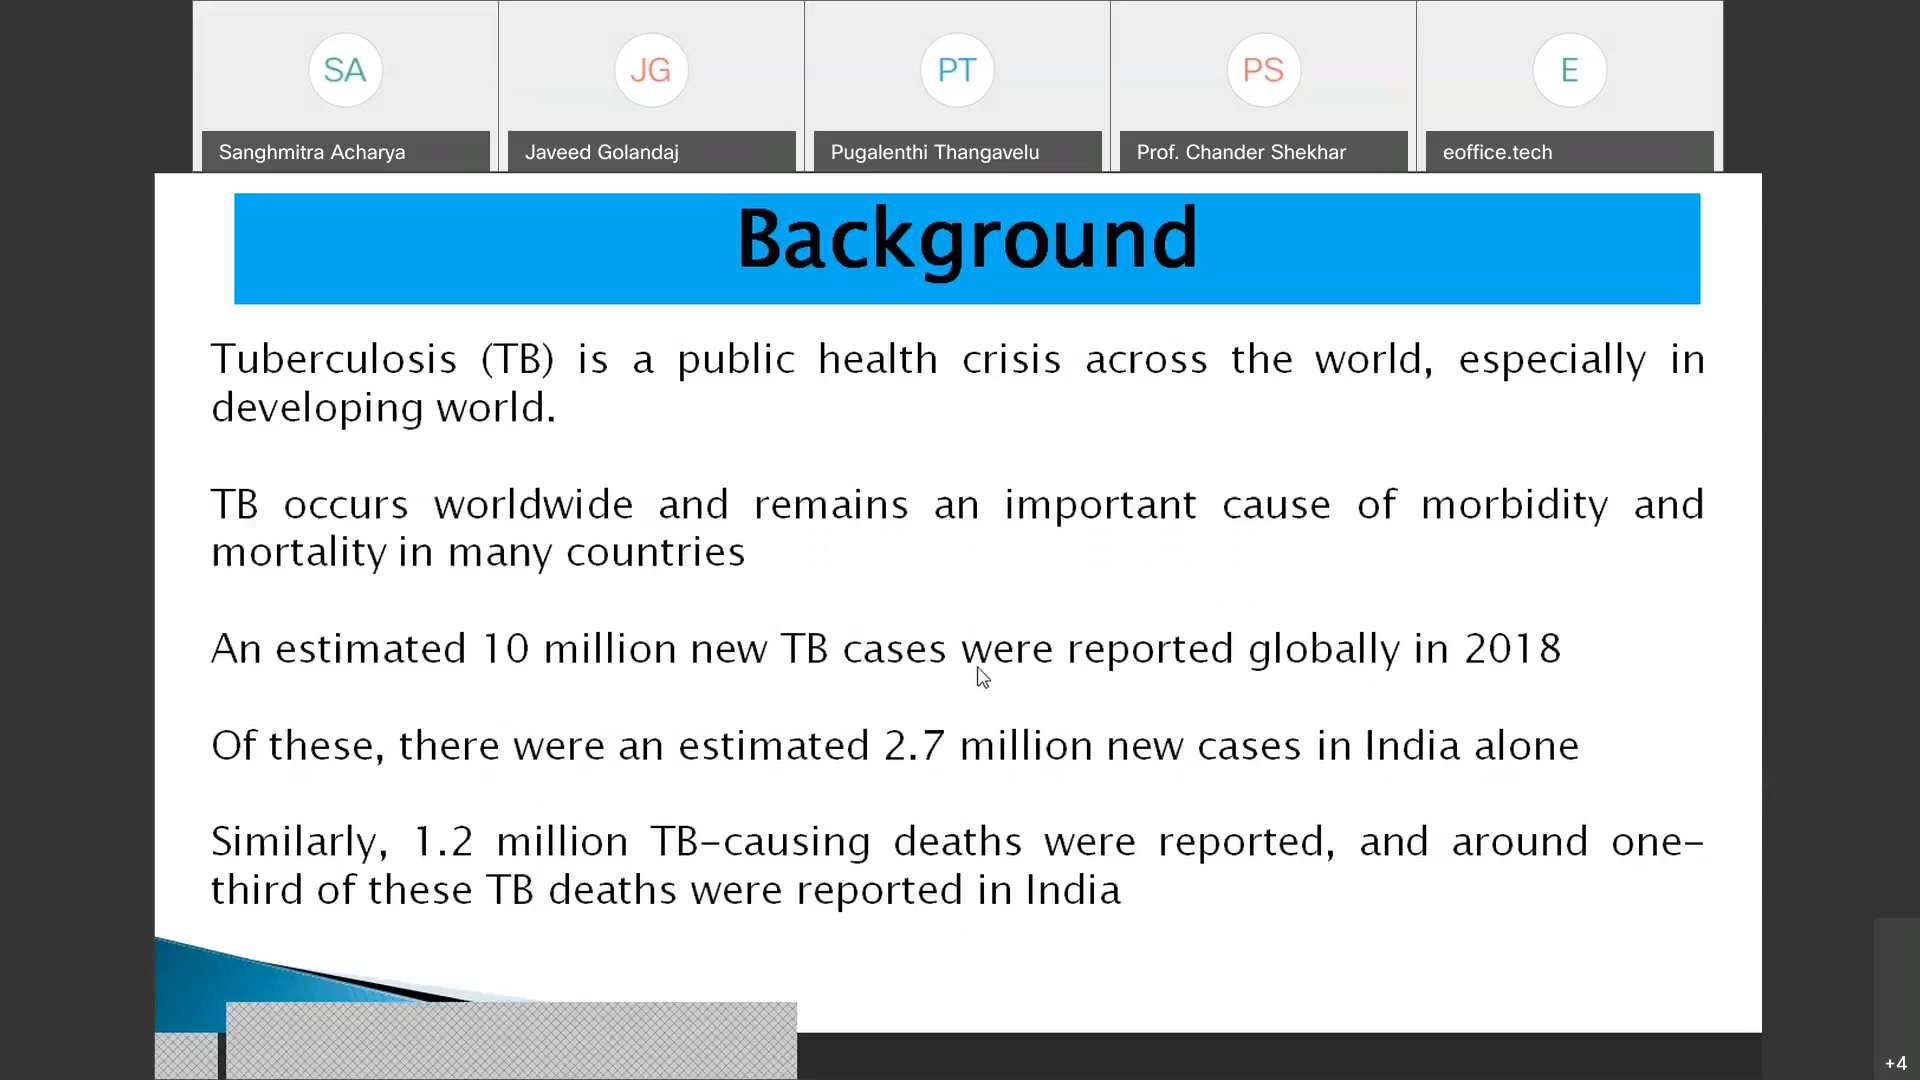 SA
JG
PT
PS
E
Sanghmitra Acharya
Javeed Golandaj
Pugalenthi Thangavelu
Prof. Chander Shekhar
eoffice.tech
Background
Tuberculosis (TB) is a public health crisis across the world, especially in
developing world.
TB occurs worldwide and remains an important cause of morbidity and
mortality in many countries
An estimated 10 million new TB cases were reported globally in 2018
Of these, there were an estimated 2.7 million new cases in India alone
Similarly, 1.2 million TB-causing deaths were reported, and around one-
third of these TB deaths were reported in India
+4